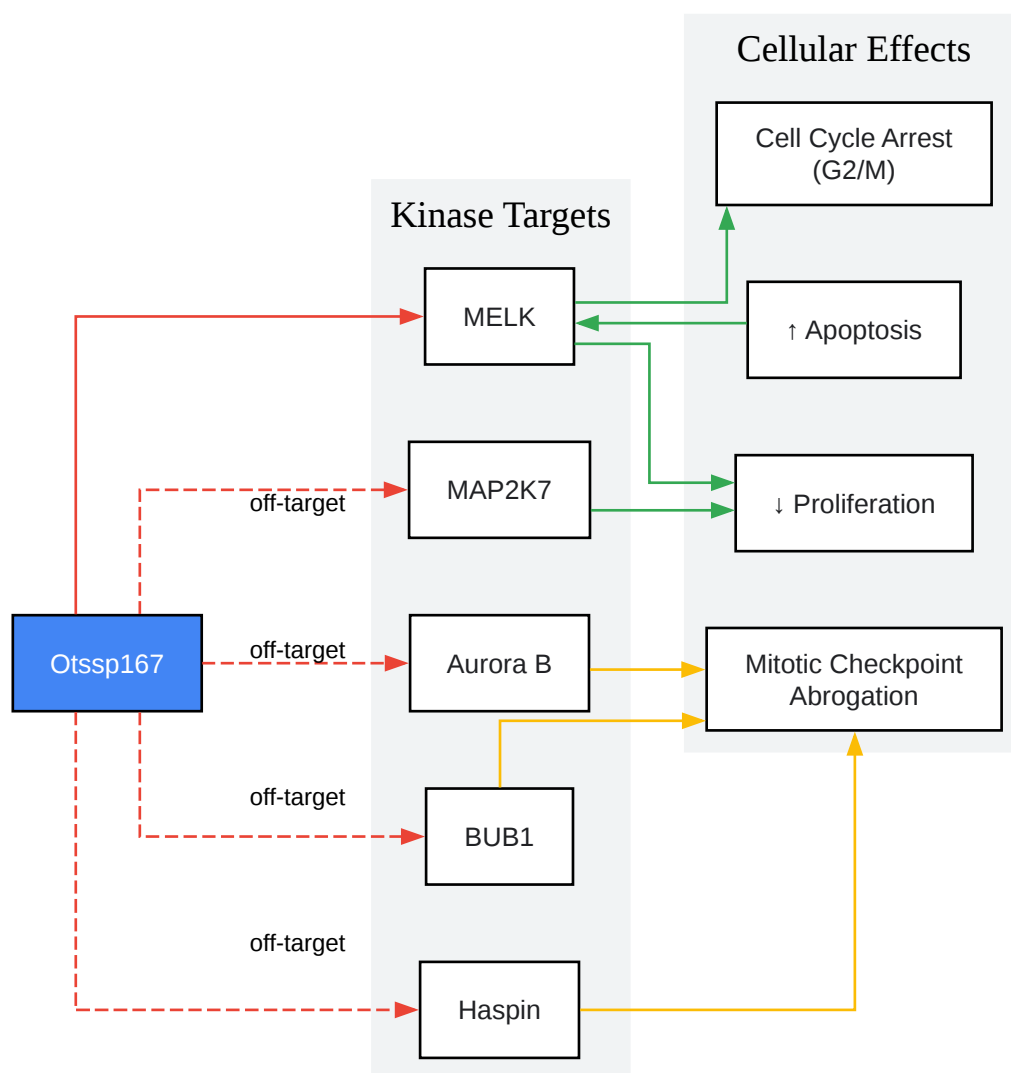 Cellular Effects
Cell Cycle Arrest
(G2/M)
Kinase Targets
MELK
↑ Apoptosis
MAP2K7
off-target
↓ Proliferation
Otssp167
off-target
Aurora B
Mitotic Checkpoint
Abrogation
off-target
BUB1
off-target
Haspin